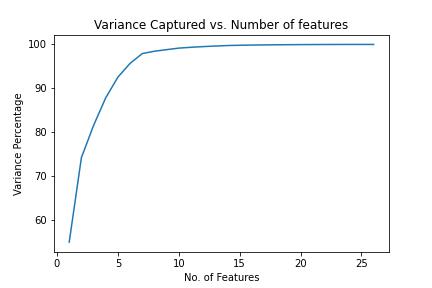 Variance Captured vs. Number of features
100
90
80
70
60
Variance Percentage
0 5 10 15 20 25
No. of Features